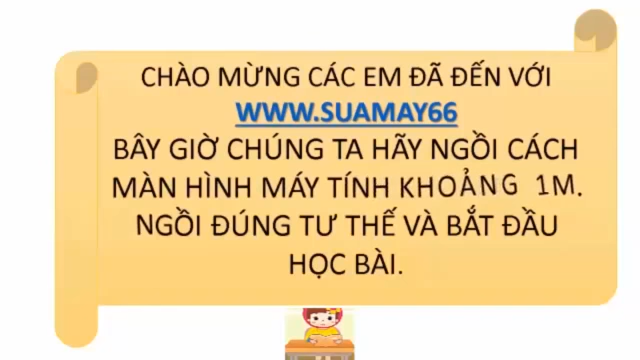 CHÀO MỪNG CÁC EM ĐÃ ĐẾN VỚI
WWW.SUAMAY66
BÂY GIỜ CHÚNG TA HÃY NGỒI CÁCH
MÀN HÌNH MÁY TÍNH KHOẢNG 1M.
NGỒI ĐÚNG TƯ THẾ VÀ BẮT ĐẦU
HỌC BÀI.